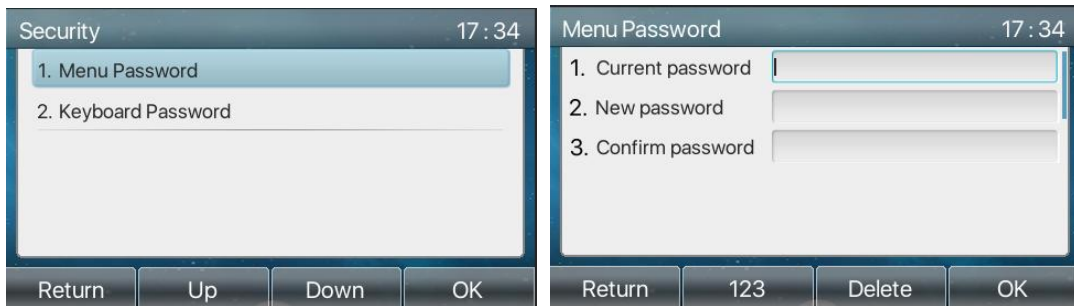 Security 17:34
1. Menu Password
2. Keyboard Password
Return Up Down OK
Menu Password 17:34
1. Current password
2. New password
3. Confirm password
Return 123 Delete OK